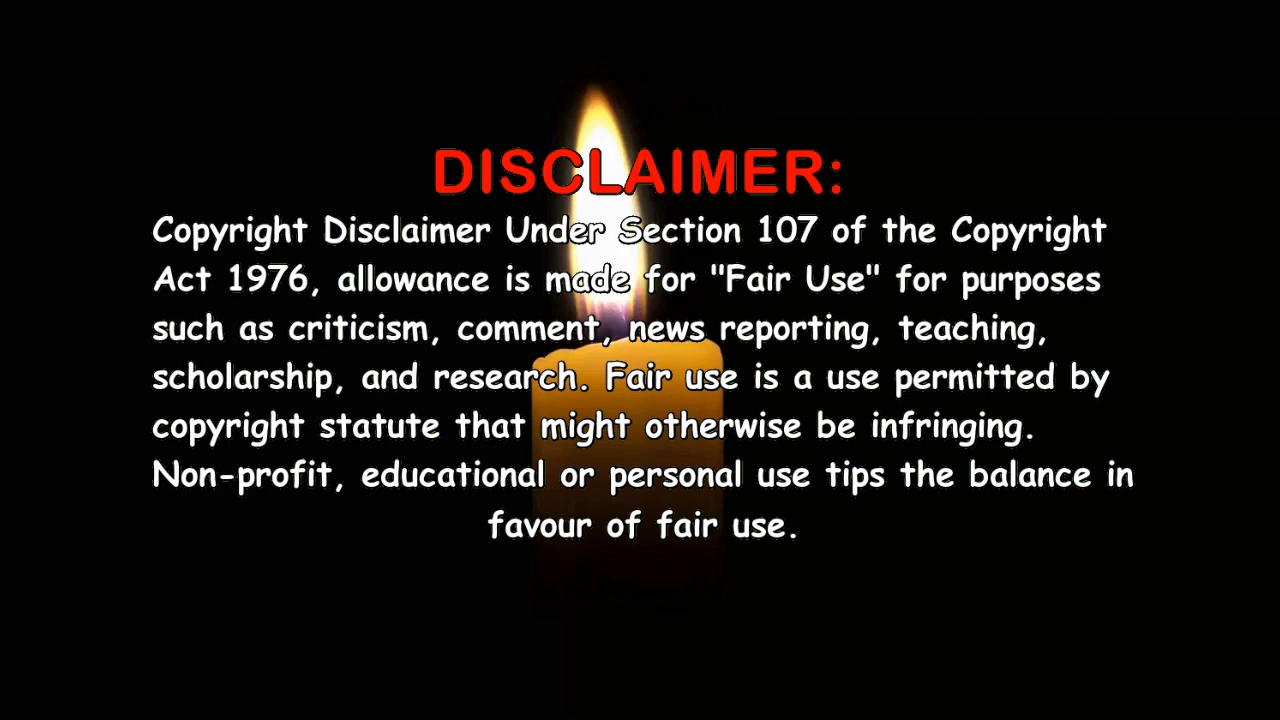 DISCLAIMER:
Copyright Disclaimer Under Section 107 of the Copyright
Act 1976, allowance is made for "Fair Use" for purposes
such as criticism, comment, news reporting, teaching,
scholarship, and research. Fair use is a use permitted by
copyright statute that might otherwise be infringing.
Non-profit, educational or personal use tips the balance in
favour of fair use.